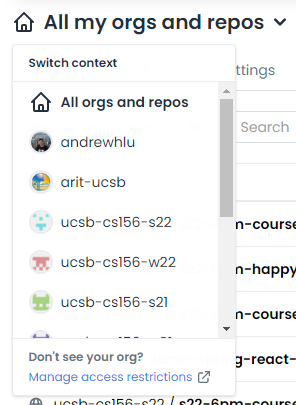 All my orgs and repos
Switch context
ttings
All orgs and repos
andrewhlu
Search
arit-ucsb
ucsb-cs156-s22
m-course
ucsb-cs156-w22
m-happy
ucsb-cs156-s21
m-course
Don't see your org?
-react-
Manage access restrictions
ucsb-cs156-s22 / s22-6pm-course